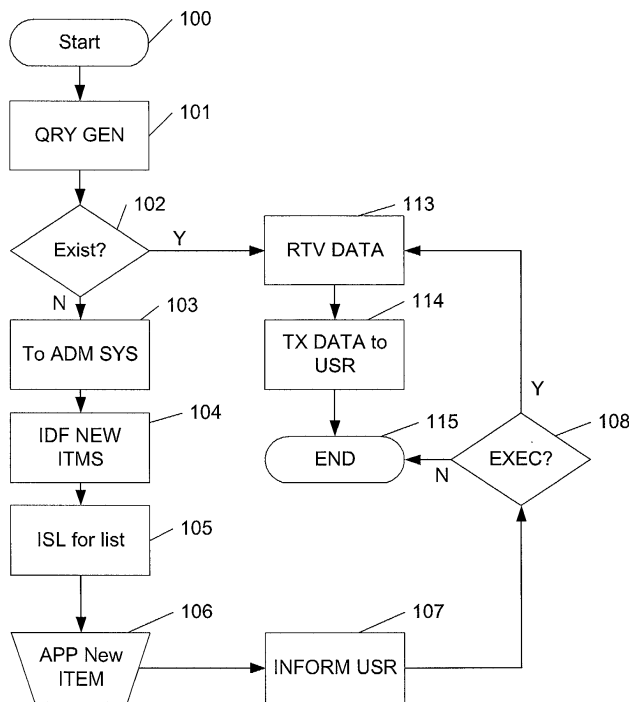 100
Start
101
QRY GEN
102
Exist?
Y
N
113
RTV DATA
103
To ADM SYS
114
TX DATA to
USR
104
IDF NEW
ITMS
115
END
Y
108
EXEC?
N
105
ISL for list
106
APP New
ITEM
107
INFORM USR